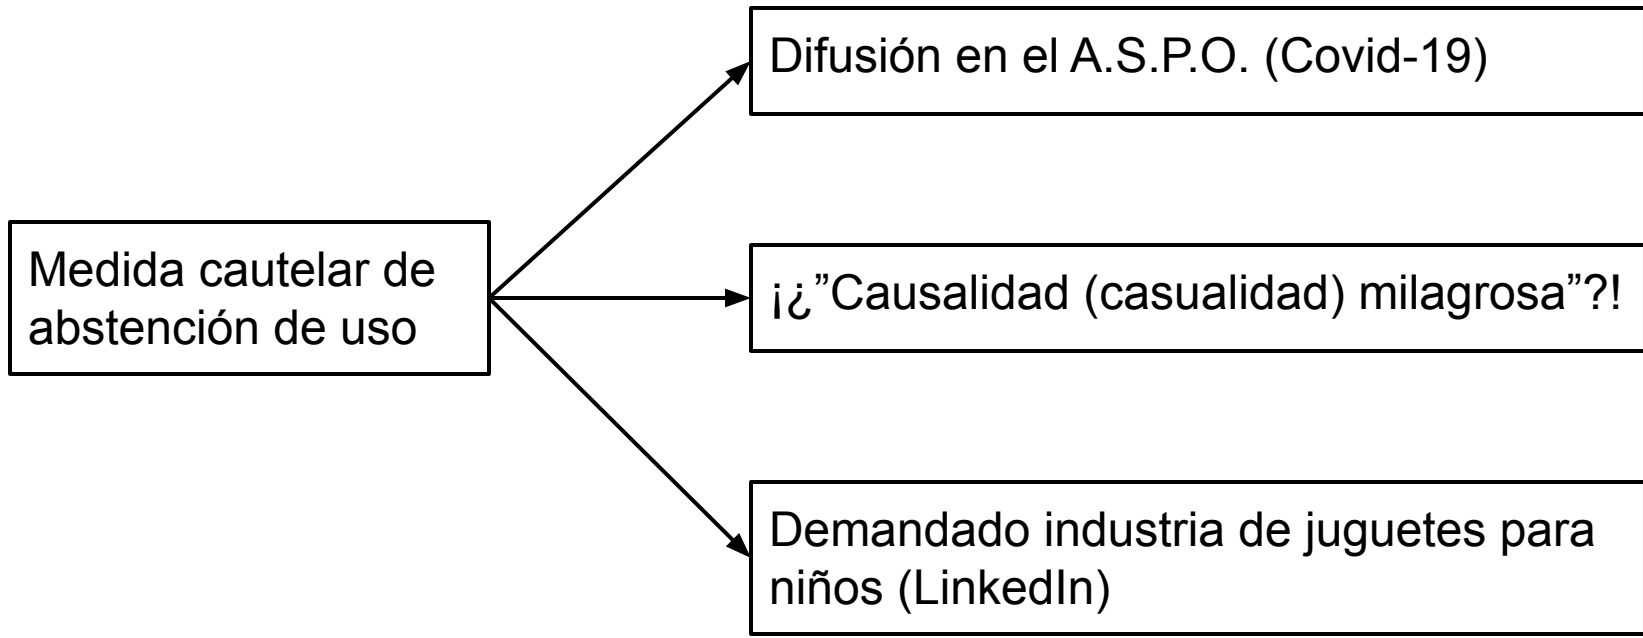 Difusión en el A.S.P.O. (Covid-19)
Medida cautelar de
abstención de uso
¡¿”Causalidad (casualidad) milagrosa”?!
Demandado industria de juguetes para
niños (LinkedIn)